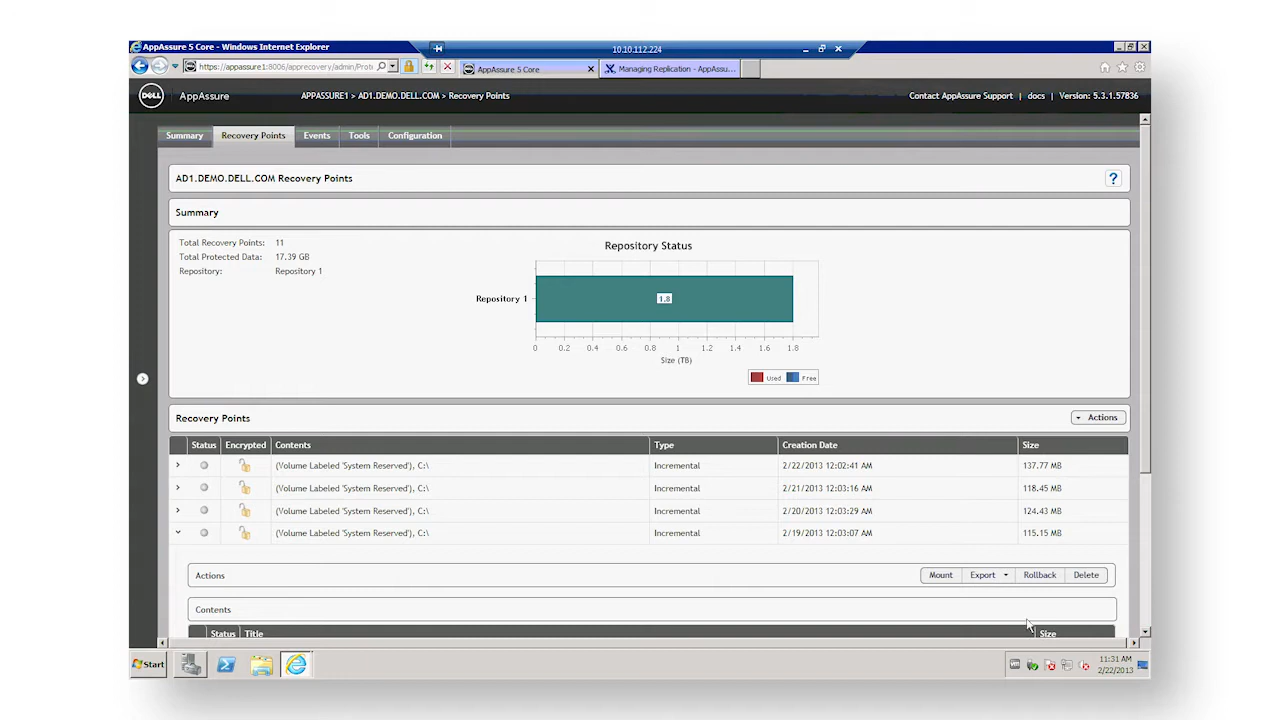 AppAssure 5 Core - Windows Internet Explorer
10.10.112.224
https://appassure1:8006/apprecovery/admin/Prob
AppAssure 5 Core
Managing Replication - AppAssu...
DELL
AppAssure
APPASSURE1 > AD1.DEMO.DELL.COM > Recovery Points
Contact AppAssure Support | docs | Version: 5.3.1.57836
Summary
Recovery Points
Events
Tools
Configuration
AD1.DEMO.DELL.COM Recovery Points
?
Summary
Total Recovery Points: 11
Total Protected Data: 17.39 GB
Repository: Repository 1
Repository Status
Repository 1
1.8
0 0.2 0.4 0.6 0.8 1 1.2 1.4 1.6 1.8
Size (TB)
Used Free
Recovery Points
Actions
Status Encrypted Contents Type Creation Date Size
(Volume Labeled 'System Reserved'), C:\ Incremental 2/22/2013 12:02:41 AM 137.77 MB
(Volume Labeled 'System Reserved'), C:\ Incremental 2/21/2013 12:03:16 AM 118.45 MB
(Volume Labeled 'System Reserved'), C:\ Incremental 2/20/2013 12:03:29 AM 124.43 MB
(Volume Labeled 'System Reserved'), C:\ Incremental 2/19/2013 12:03:07 AM 115.15 MB
Actions
Mount Export Rollback Delete
Contents
Status Title Size
Start
11:31 AM
2/22/2013